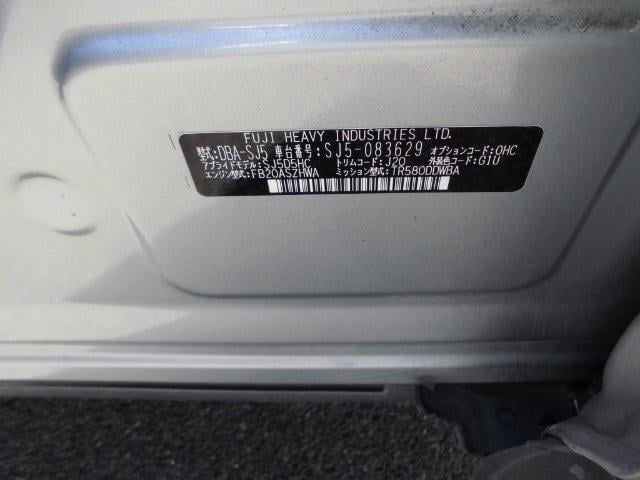 FUJI HEAVY INDUSTRIES LTD.
型式:DBA-SJ5 車台番号:SJ5-083629 オプションコード:OHC
アプライドモデル:SJ5D5HC トリムコード:J20 外装色コード:G1U
エンジン型式:FB20ASZHWA ミッション型式:TR580DDWBA